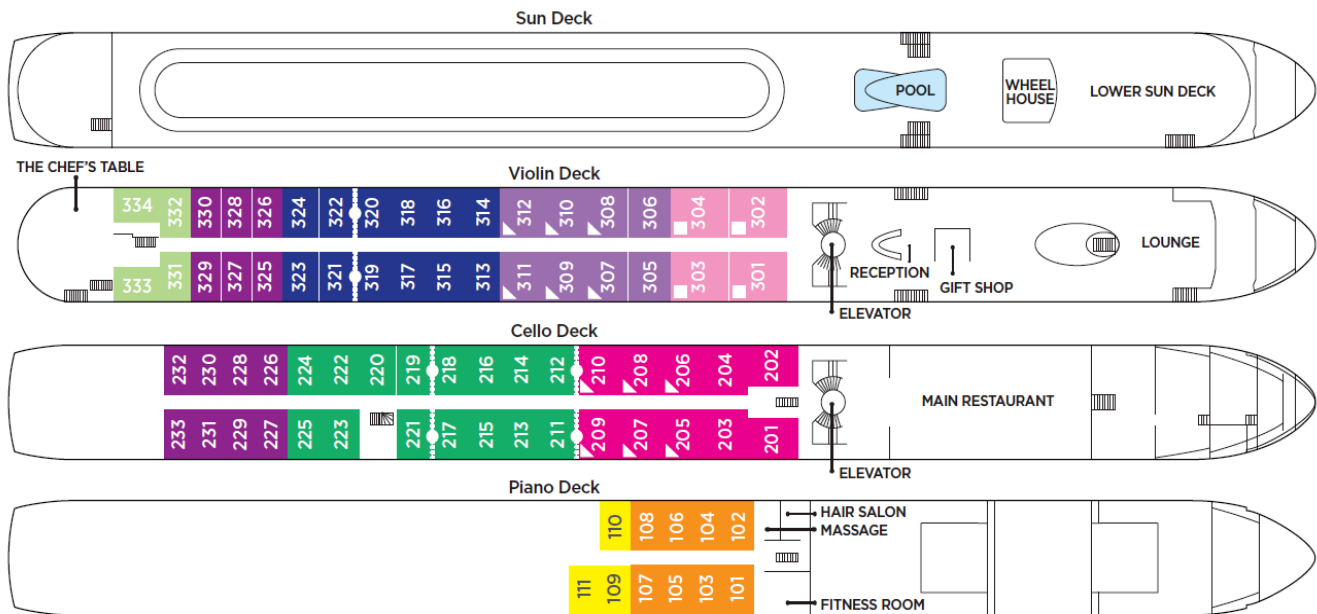 Sun Deck
POOL
WHEEL
HOUSE
LOWER SUN DECK
THE CHEF'S TABLE
Violin Deck
334 332 330 328 326 324 322 320 318 316 314 312 310 308 306 304 302
333 331 329 327 325 323 321 319 317 315 313 311 309 307 305 303 301
LOUNGE
RECEPTION
GIFT SHOP
ELEVATOR
Cello Deck
232 230 228 226 224 222 220 219 218 216 214 212 210 208 206 204 202
MAIN RESTAURANT
233 231 229 227 225 223 221 217 215 213 211 209 207 205 203 201
ELEVATOR
Piano Deck
110 108 106 104 102
HAIR SALON
MASSAGE
111 109 107 105 103 101
FITNESS ROOM